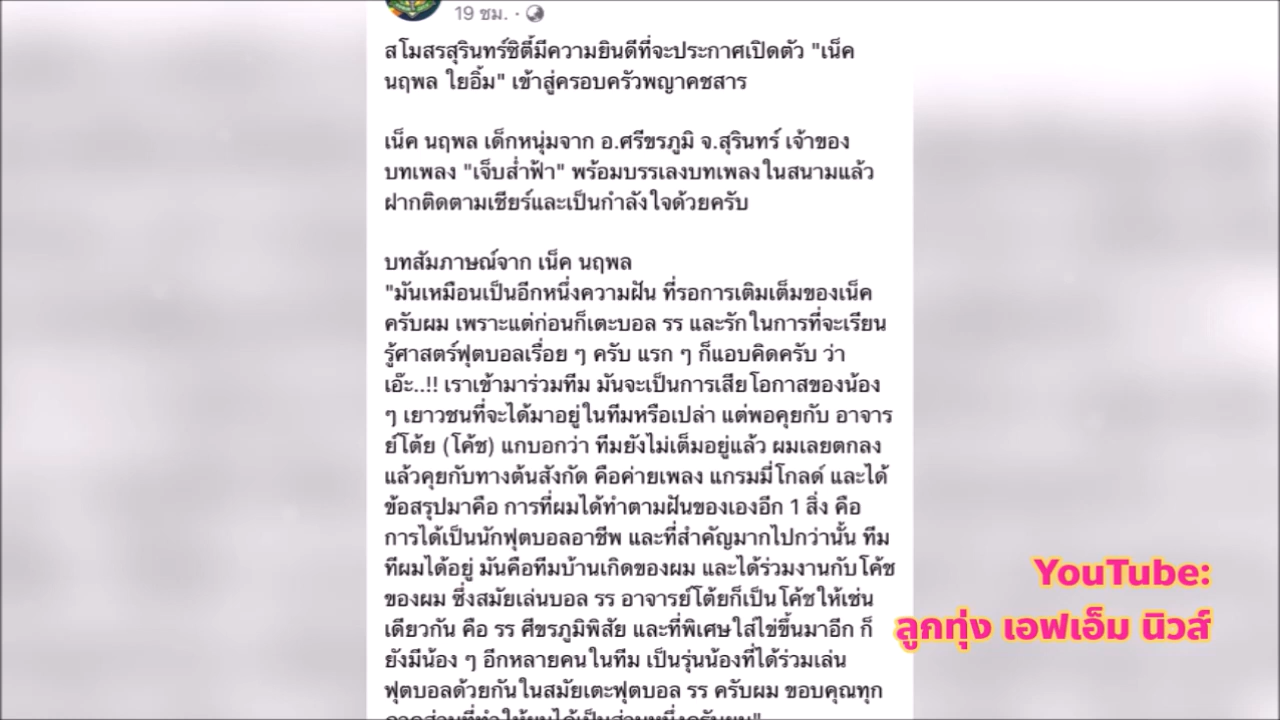 19 ชม.
สโมสรสุรินทร์ซิตี้มีความยินดีที่จะประกาศเปิดตัว "เน็ค
นฤพล ใยอิ้ม" เข้าสู่ครอบครัวพญาคชสาร
เน็ค นฤพล เด็กหนุ่มจาก อ.ศรีขรภูมิ จ.สุรินทร์ เจ้าของ
บทเพลง "เจ็บส่ำฟ้า" พร้อมบรรเลงบทเพลงในสนามแล้ว
ฝากติดตามเชียร์และเป็นกำลังใจด้วยครับ
บทสัมภาษณ์จาก เน็ค นฤพล
"มันเหมือนเป็นอีกหนึ่งความฝัน ที่รอการเติมเต็มของเน็ค
ครับผม เพราะแต่ก่อนก็เตะบอล รร และรักในการที่จะเรียน
รู้ศาสตร์ฟุตบอลเรื่อย ๆ ครับ แรก ๆ ก็แอบคิดครับ ว่า
เอ๊ะ..!! เราเข้ามาร่วมทีม มันจะเป็นการเสียโอกาสของน้อง
ๆ เยาวชนที่จะได้มาอยู่ในทีมหรือเปล่า แต่พอคุยกับ อาจาร
ย์โต้ย (โค้ช) แกบอกว่า ทีมยังไม่เต็มอยู่แล้ว ผมเลยตกลง
แล้วคุยกับทางต้นสังกัด คือค่ายเพลง แกรมมี่โกลด์ และได้
ข้อสรุปมาคือ การที่ผมได้ทำตามฝันของเองอีก 1 สิ่ง คือ
การได้เป็นนักฟุตบอลอาชีพ และที่สำคัญมากไปกว่านั้น ทีม
ทีผมได้อยู่ มันคือทีมบ้านเกิดของผม และได้ร่วมงานกับโค้ช
ของผม ซึ่งสมัยเล่นบอล รร อาจารย์โต้ยก็เป็นโค้ชให้เช่น
เดียวกัน คือ รร ศีขรภูมิพิสัย และที่พิเศษใส่ไข่ขึ้นมาอีก ก็
ยังมีน้อง ๆ อีกหลายคนในทีม เป็นรุ่นน้องที่ได้ร่วมเล่น
ฟุตบอลด้วยกันในสมัยเตะฟุตบอล รร ครับผม ขอบคุณทุก
YouTube:
ลูกทุ่ง เอฟเอ็ม นิวส์